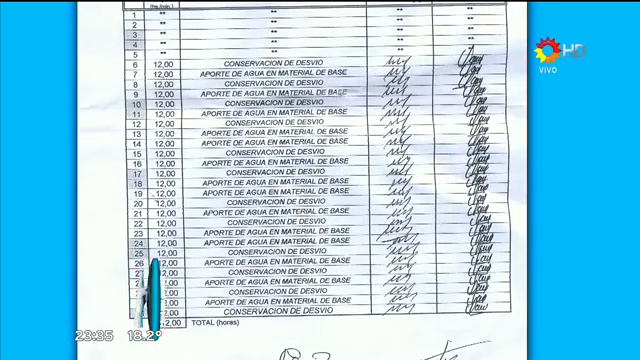 (hs/min.)
1 ** ** ** **
2 ** ** ** **
3 ** ** ** **
4 ** ** ** **
5 ** ** **
6 12,00 CONSERVACION DE DESVIO
7 12,00 APORTE DE AGUA EN MATERIAL DE BASE
8 12,00 CONSERVACION DE DESVIO
9 12,00 APORTE DE AGUA EN MATERIAL DE BASE
10 12,00 CONSERVACION DE DESVIO
11 12,00 APORTE DE AGUA EN MATERIAL DE BASE
12 12,00 CONSERVACION DE DESVIO
13 12,00 APORTE DE AGUA EN MATERIAL DE BASE
14 12,00 APORTE DE AGUA EN MATERIAL DE BASE
15 12,00 CONSERVACION DE DESVIO
16 12,00 APORTE DE AGUA EN MATERIAL DE BASE
17 12,00 CONSERVACION DE DESVIO
18 12,00 APORTE DE AGUA EN MATERIAL DE BASE
19 12,00 APORTE DE AGUA EN MATERIAL DE BASE
20 12,00 CONSERVACION DE DESVIO
21 12,00 APORTE DE AGUA EN MATERIAL DE BASE
22 12,00 CONSERVACION DE DESVIO
23 12,00 APORTE DE AGUA EN MATERIAL DE BASE
24 12,00 APORTE DE AGUA EN MATERIAL DE BASE
25 12,00 CONSERVACION DE DESVIO
26 12,00 APORTE DE AGUA EN MATERIAL DE BASE
12,00 CONSERVACION DE DESVIO
12,00 APORTE DE AGUA EN MATERIAL DE BASE
12,00 CONSERVACION DE DESVIO
12,00 APORTE DE AGUA EN MATERIAL DE BASE
12,00 CONSERVACION DE DESVIO
2,00 TOTAL (horas)
HD
VIVO
23:35 18.2°